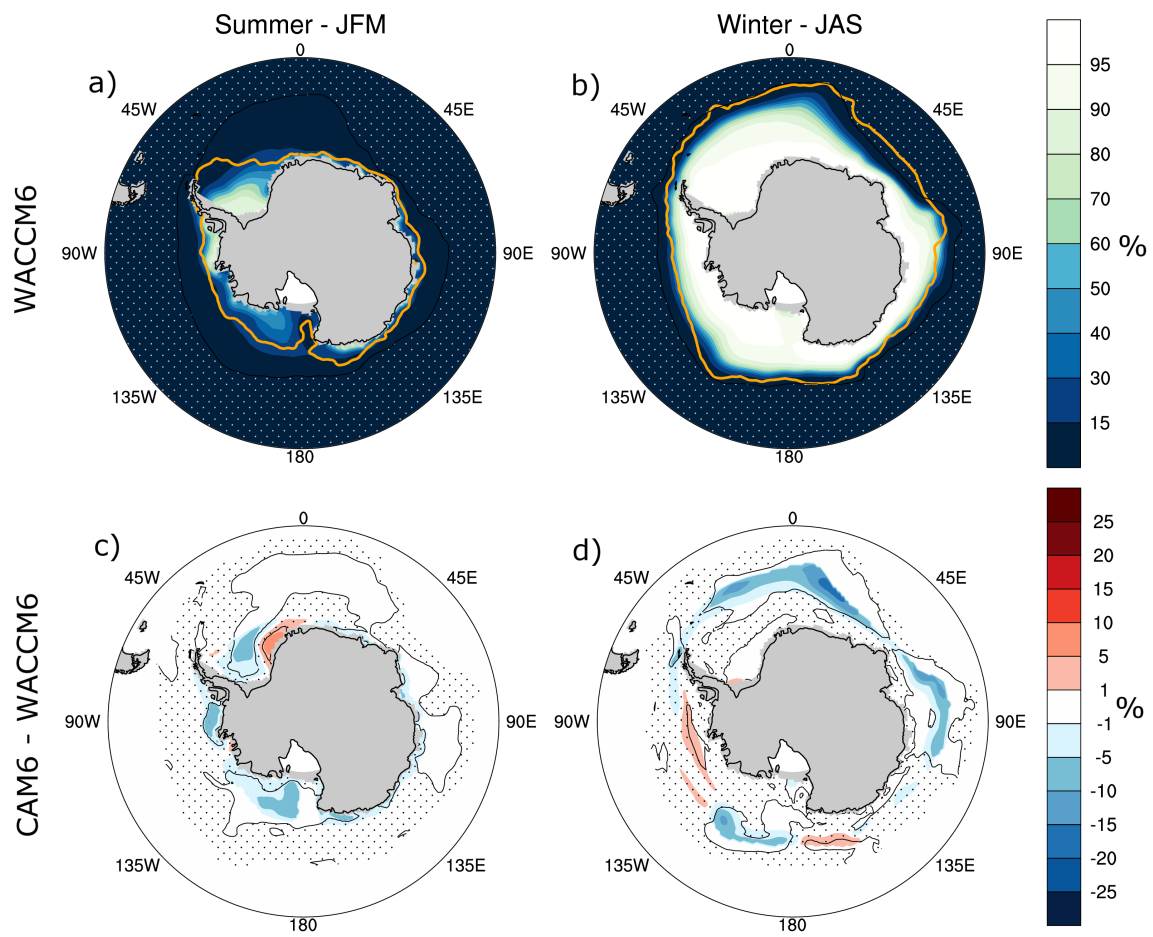 Summer - JFM
Winter - JAS
WACCM6
a)
0
45W
45E
90W
90E
135W
135E
180
b)
0
45W
45E
90W
90E
135W
135E
180
95
90
80
70
60
50
40
30
15
%
CAM6 - WACCM6
c)
0
45W
45E
90W
90E
135W
135E
180
d)
0
45W
45E
90W
90E
135W
135E
180
25
20
15
10
5
1
-1
-5
-10
-15
-20
-25
%